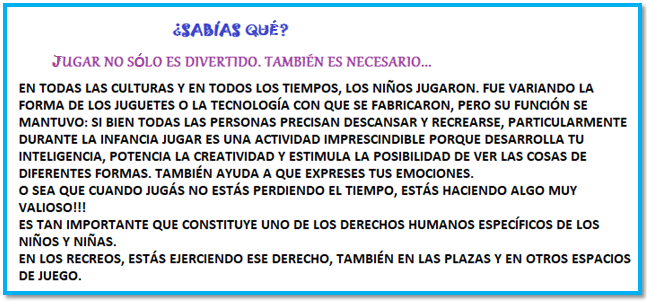 ¿SABÍAS QUÉ?
JUGAR NO SÓLO ES DIVERTIDO. TAMBIÉN ES NECESARIO...
EN TODAS LAS CULTURAS Y EN TODOS LOS TIEMPOS, LOS NIÑOS JUGARON. FUE VARIANDO LA
FORMA DE LOS JUGUETES O LA TECNOLOGÍA CON QUE SE FABRICARON, PERO SU FUNCIÓN SE
MANTUVO: SI BIEN TODAS LAS PERSONAS PRECISAN DESCANSAR Y RECREARSE, PARTICULARMENTE
DURANTE LA INFANCIA JUGAR ES UNA ACTIVIDAD IMPRESCINDIBLE PORQUE DESARROLLA TU
INTELIGENCIA, POTENCIA LA CREATIVIDAD Y ESTIMULA LA POSIBILIDAD DE VER LAS COSAS DE
DIFERENTES FORMAS. TAMBIÉN AYUDA A QUE EXPRESES TUS EMOCIONES.
O SEA QUE CUANDO JUGÁS NO ESTÁS PERDIENDO EL TIEMPO, ESTÁS HACIENDO ALGO MUY
VALIOSO!!!
ES TAN IMPORTANTE QUE CONSTITUYE UNO DE LOS DERECHOS HUMANOS ESPECÍFICOS DE LOS
NIÑOS Y NIÑAS.
EN LOS RECREOS, ESTÁS EJERCIENDO ESE DERECHO, TAMBIÉN EN LAS PLAZAS Y EN OTROS ESPACIOS
DE JUEGO.